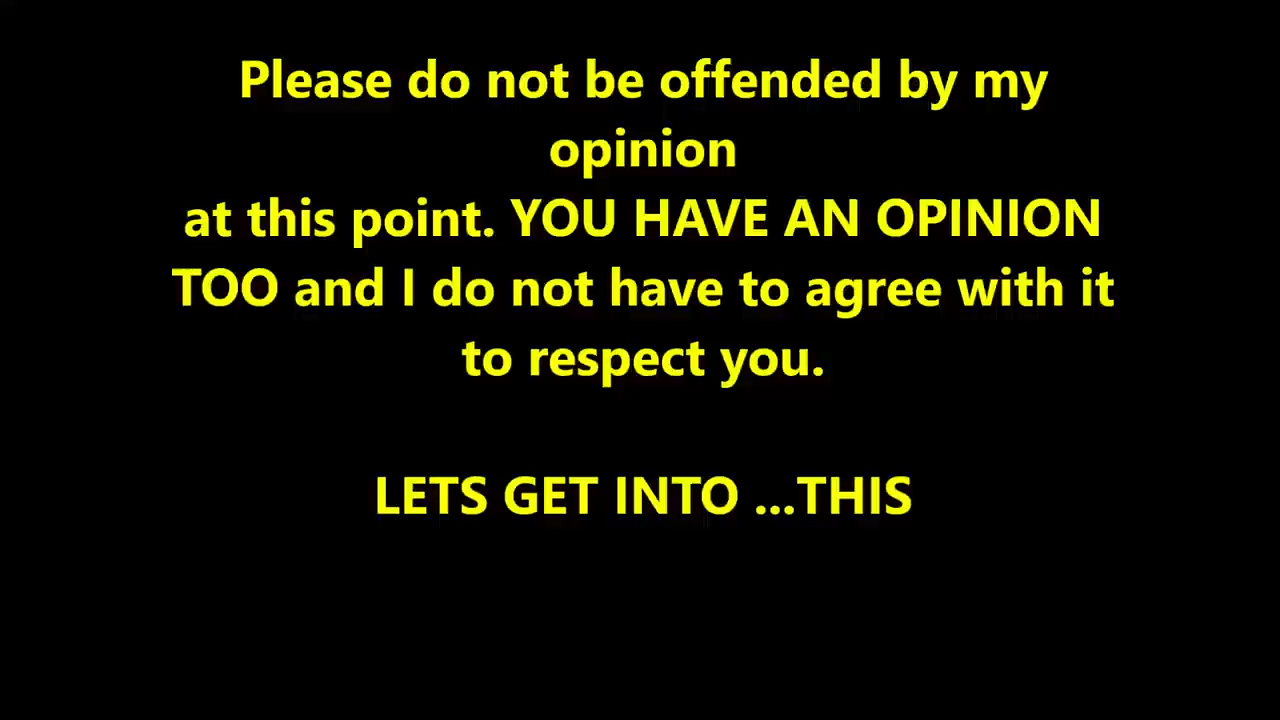 Please do not be offended by my
opinion
at this point. YOU HAVE AN OPINION
TOO and I do not have to agree with it
to respect you.
LETS GET INTO ...THIS